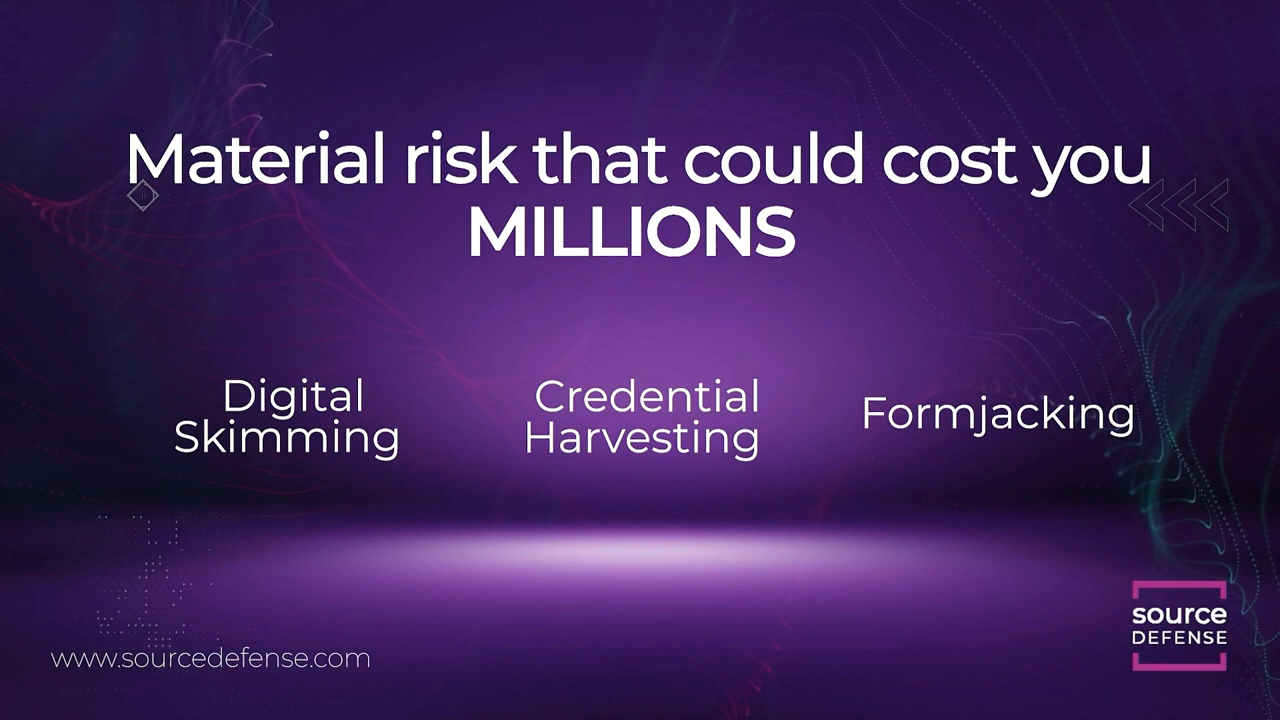 Material risk that could cost you
MILLIONS
Digital
Skimming
Credential
Harvesting
Formjacking
www.sourcedefense.com
source
DEFENSE